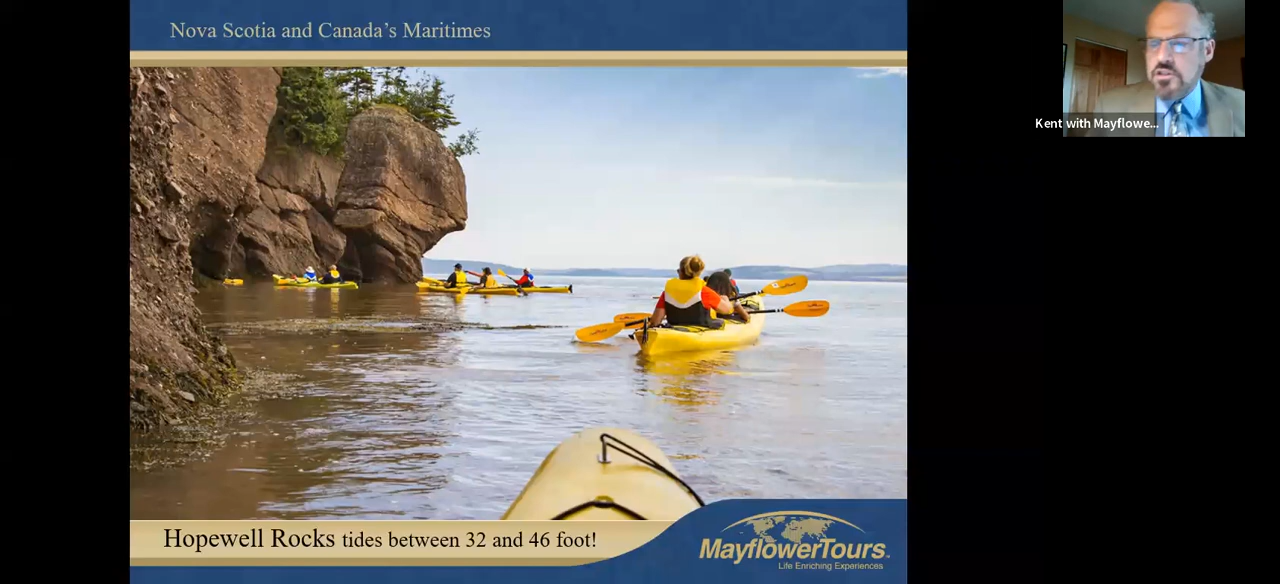 Nova Scotia and Canada's Maritimes
Kent with Mayflowe...
Hopewell Rocks tides between 32 and 46 foot!
MayflowerTours
Life Enriching Experiences